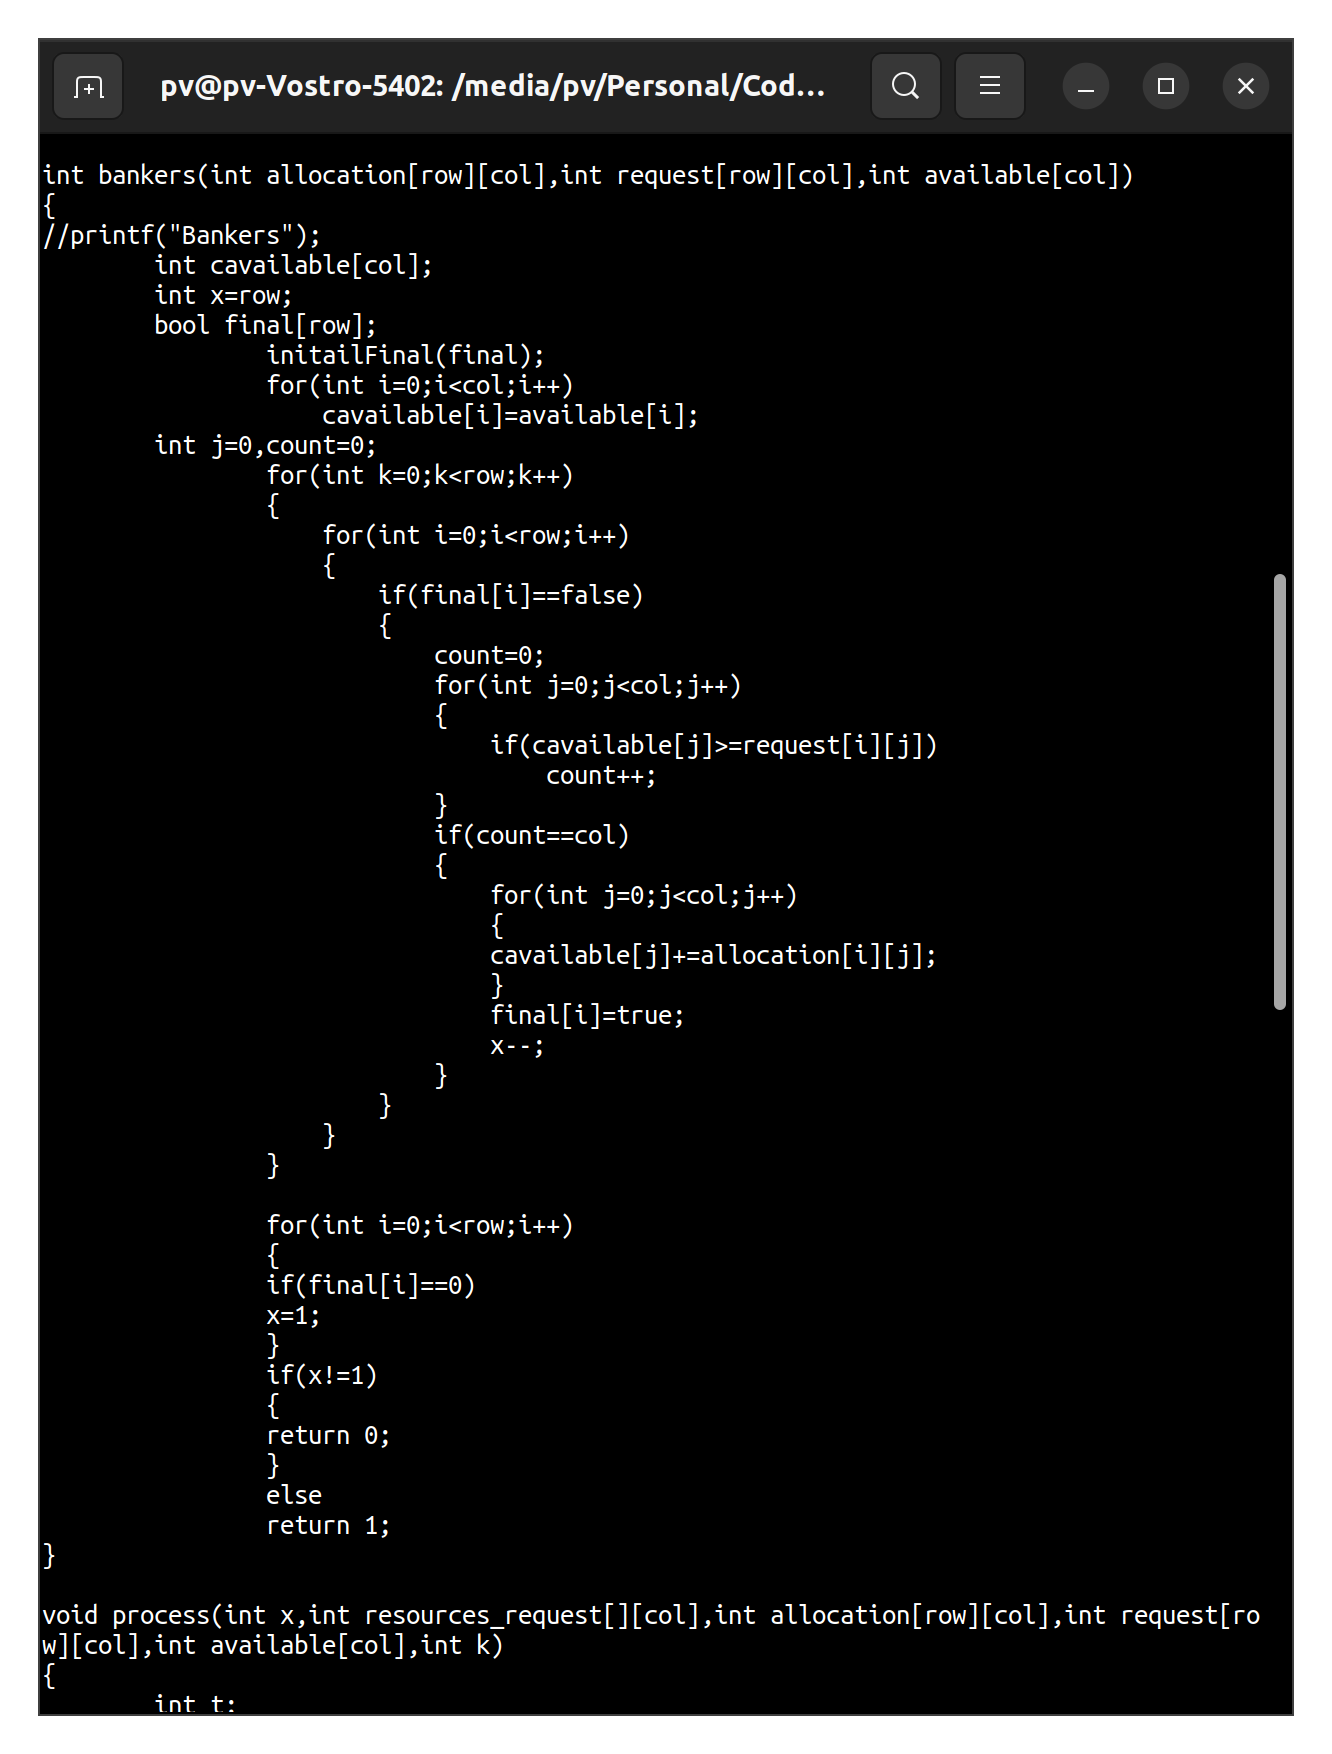 pv@pv-Vostro-5402: /media/pv/Personal/Cod...
int bankers(int allocation[row][col],int request[row][col],int available[col])
{
//printf("Bankers");
        int cavailable[col];
        int x=row;
        bool final[row];
                initailFinal(final);
                for(int i=0;i<col;i++)
                    cavailable[i]=available[i];
        int j=0,count=0;
                for(int k=0;k<row;k++)
                {
                    for(int i=0;i<row;i++)
                    {
                        if(final[i]==false)
                        {
                            count=0;
                            for(int j=0;j<col;j++)
                            {
                                if(cavailable[j]>=request[i][j])
                                    count++;
                            }
                            if(count==col)
                            {
                                for(int j=0;j<col;j++)
                                {
                                cavailable[j]+=allocation[i][j];
                                }
                                final[i]=true;
                                x--;
                            }
                        }
                    }
                }

                for(int i=0;i<row;i++)
                {
                if(final[i]==0)
                x=1;
                }
                if(x!=1)
                {
                return 0;
                }
                else
                return 1;
}

void process(int x,int resources_request[][col],int allocation[row][col],int request[ro
w][col],int available[col],int k)
{
        int t;